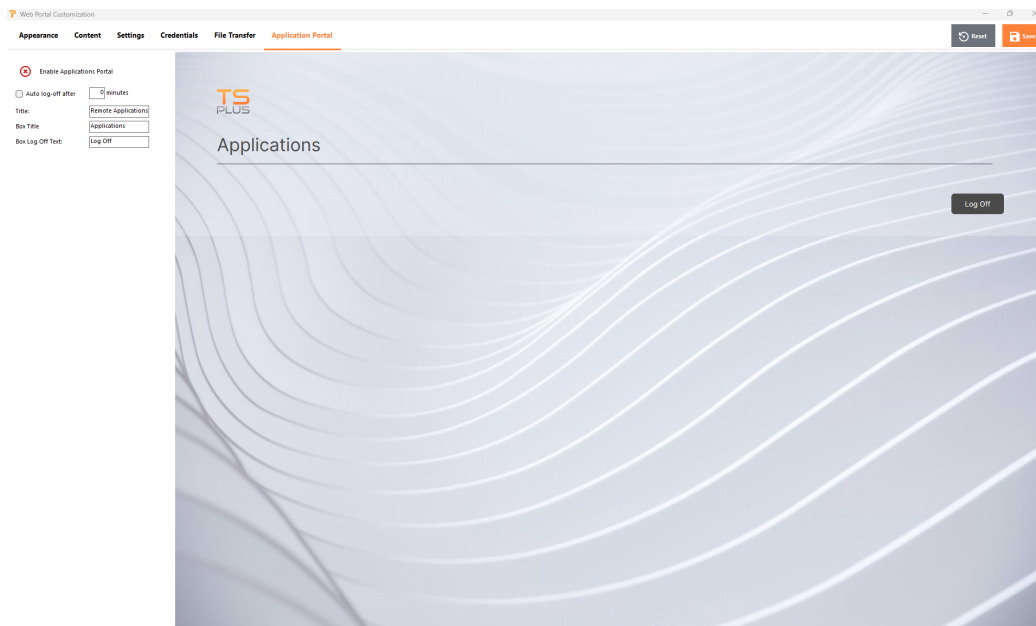 Web Portal Customization
Appearance Content Settings Credentials File Transfer Application Portal
Reset Save
Enable Applications Portal
Auto log-off after 0 minutes
Title: Remote Applications
Box Title Applications
Box Log Off Text: Log Off
TS
PLUS
Applications
Log Off